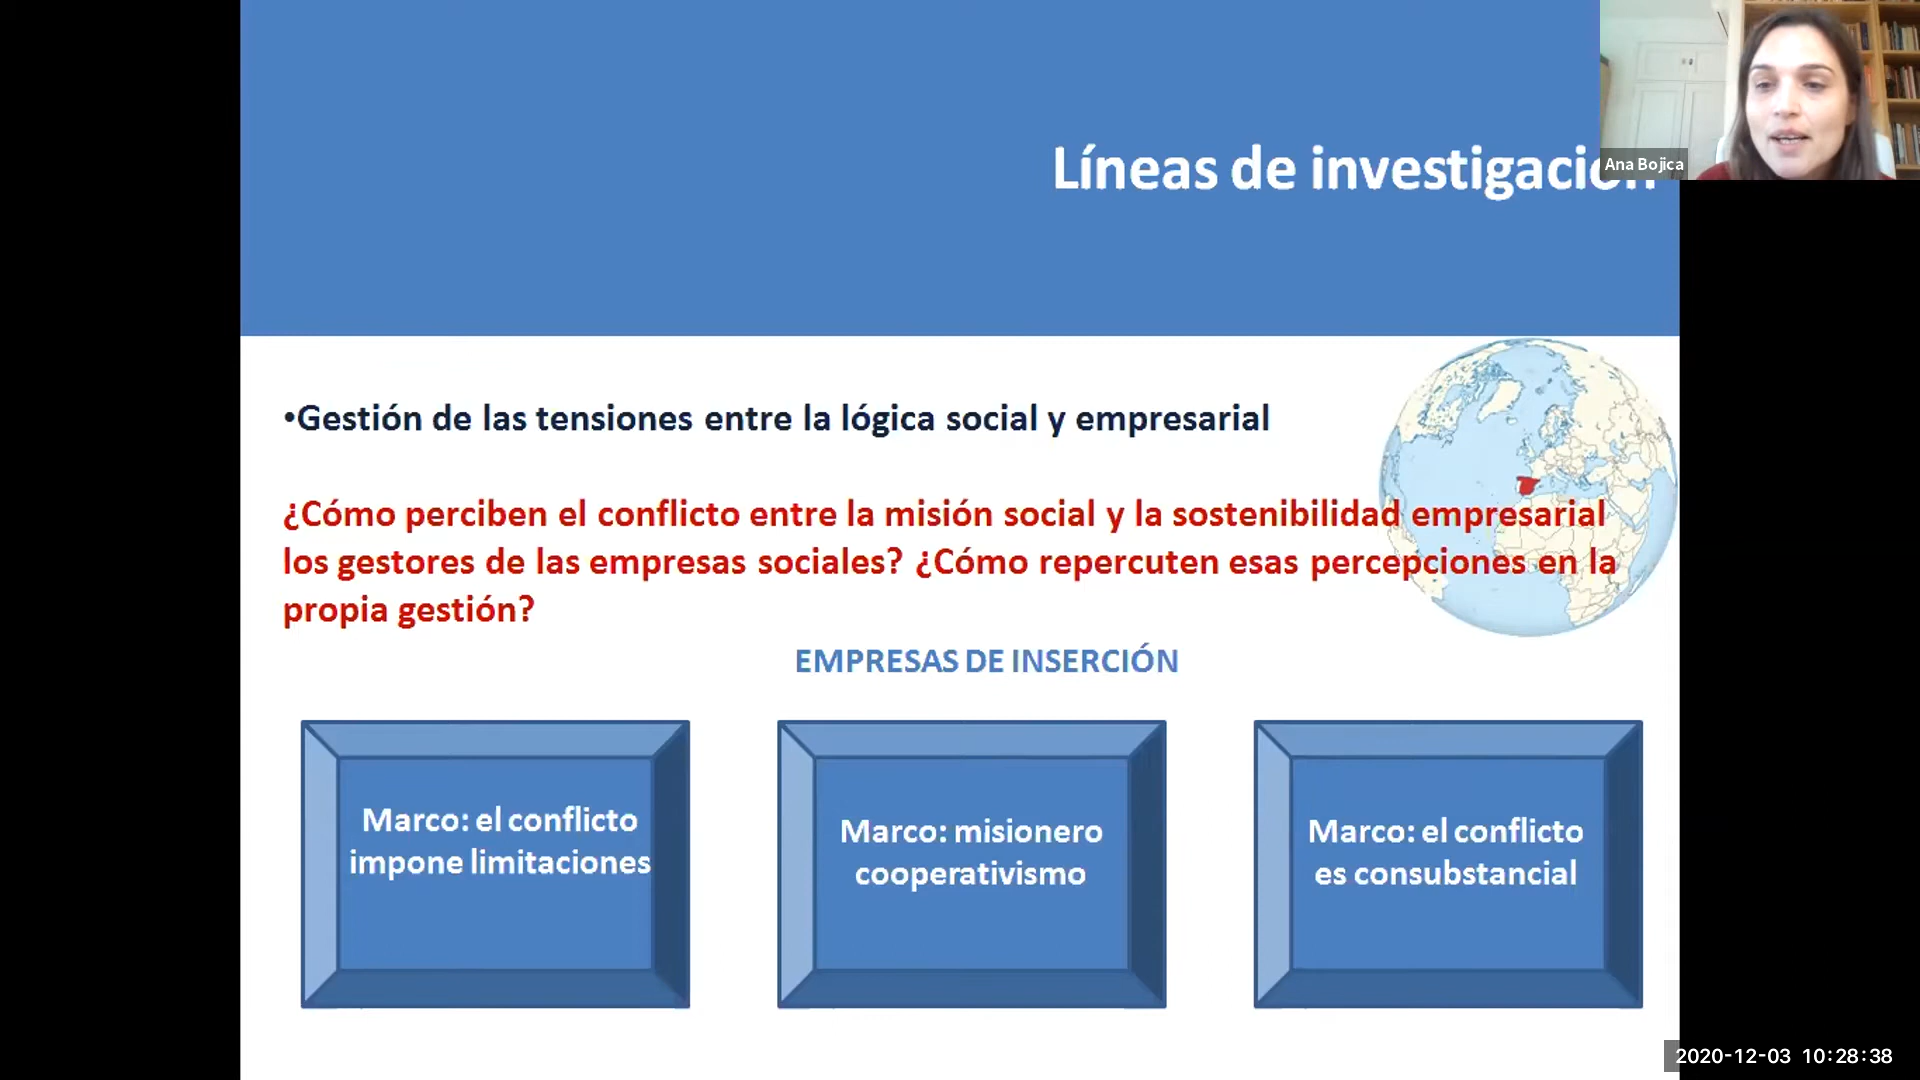 Líneas de investigación
Ana Bojica
•Gestión de las tensiones entre la lógica social y empresarial
¿Cómo perciben el conflicto entre la misión social y la sostenibilidad empresarial
los gestores de las empresas sociales? ¿Cómo repercuten esas percepciones en la
propia gestión?
EMPRESAS DE INSERCIÓN
Marco: el conflicto
impone limitaciones
Marco: misionero
cooperativismo
Marco: el conflicto
es consubstancial
2020-12-03 10:28:38